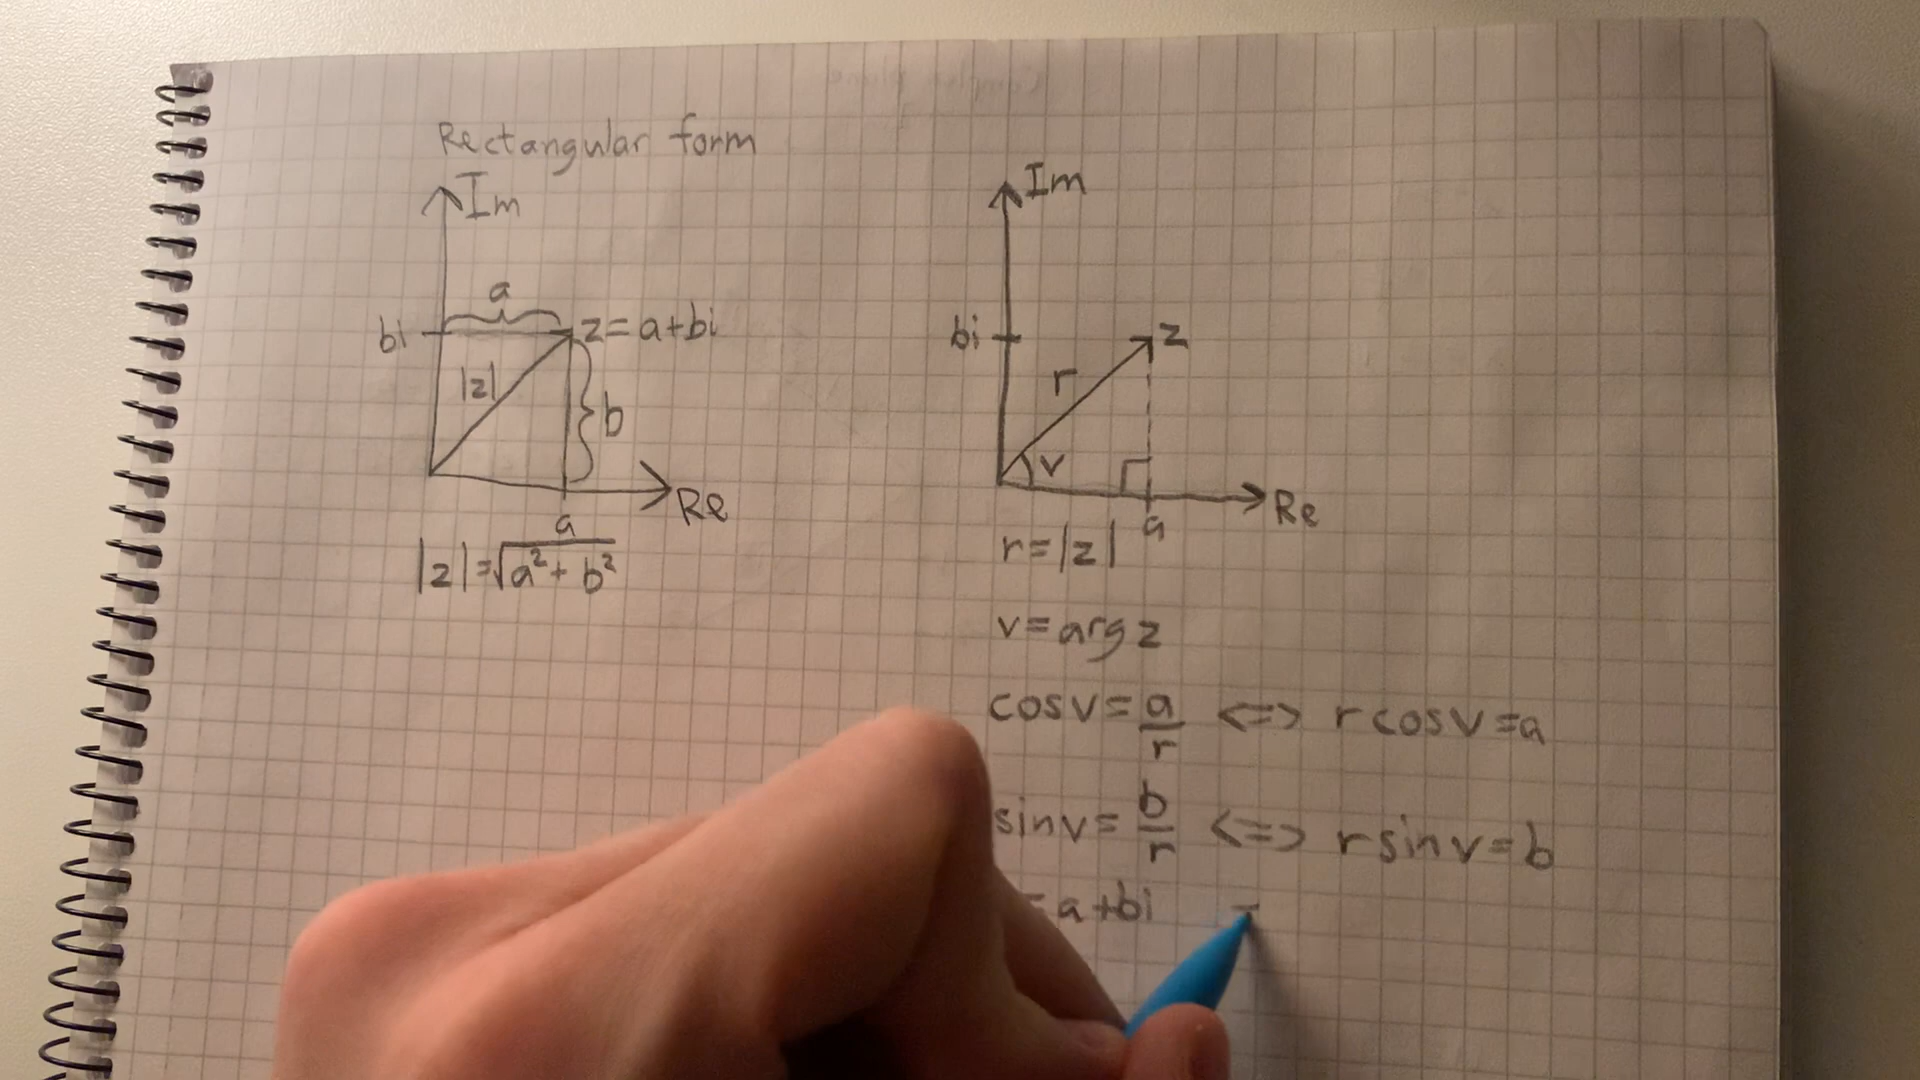 Rectangular form
Im
a
bi
z=a+bi
|z|
b
Re
a
|z|=√a²+b²
Im
bi
z
r
v
Re
a
r=|z|
v=arg z
cos v=a/r <=> r cos v=a
sin v=b/r <=> r sin v=b
=a+bi =